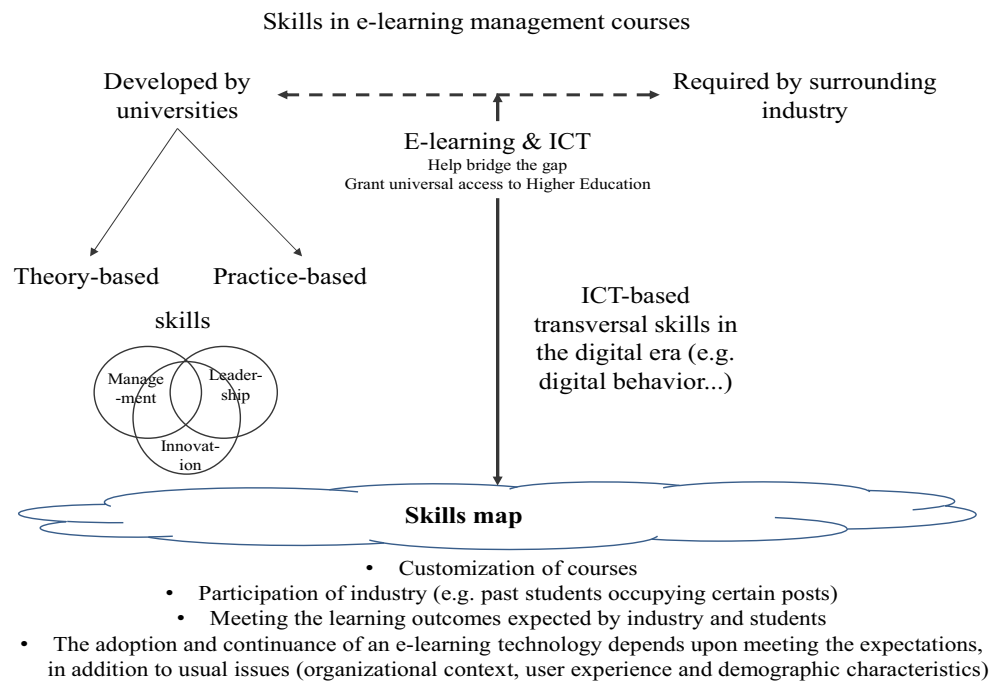 Skills in e-learning management courses
Developed by
universities
Required by surrounding
industry
E-learning & ICT
Help bridge the gap
Grant universal access to Higher Education
Theory-based
Practice-based
skills
ICT-based
transversal skills in
the digital era (e.g.
digital behavior...)
Manage
-ment
Leader-
ship
Innovat-
ion
Skills map
• Customization of courses
• Participation of industry (e.g. past students occupying certain posts)
• Meeting the learning outcomes expected by industry and students
• The adoption and continuance of an e-learning technology depends upon meeting the expectations,
in addition to usual issues (organizational context, user experience and demographic characteristics)